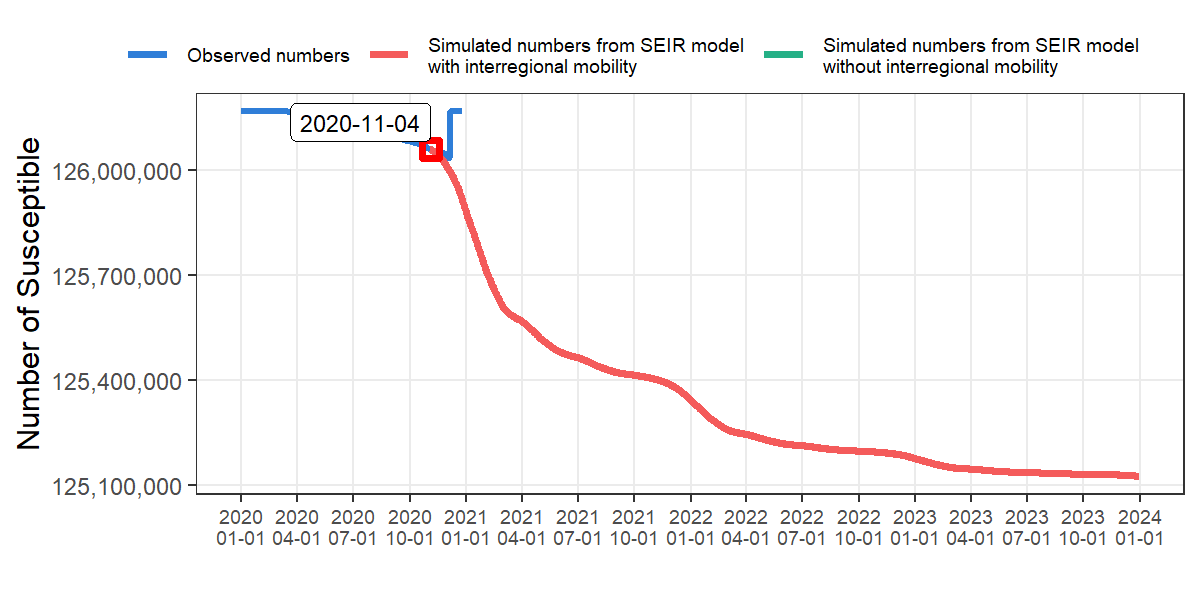 Observed numbers
Simulated numbers from SEIR model
with interregional mobility
Simulated numbers from SEIR model
without interregional mobility
2020-11-04
Number of Susceptible
126,000,000
125,700,000
125,400,000
125,100,000
2020 2020 2020 2020 2021 2021 2021 2021 2022 2022 2022 2022 2023 2023 2023 2023 2024
01-01 04-01 07-01 10-01 01-01 04-01 07-01 10-01 01-01 04-01 07-01 10-01 01-01 04-01 07-01 10-01 01-01